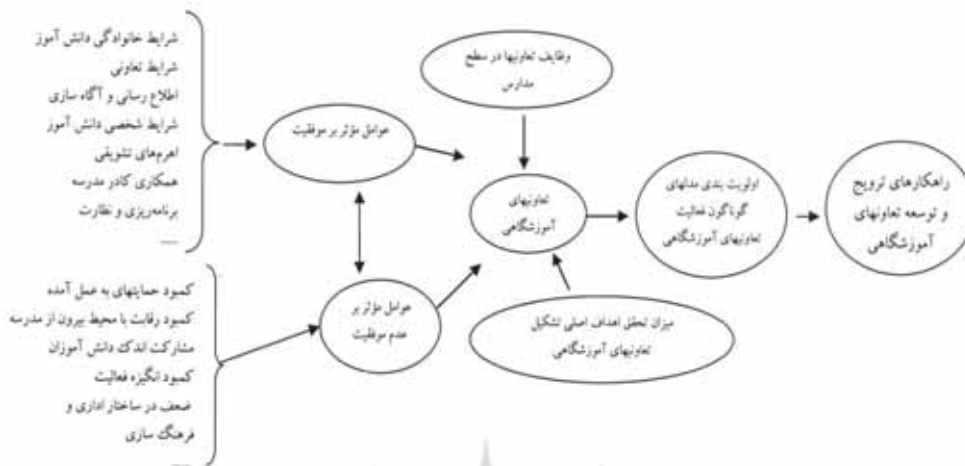 شرایط خانوادگی دانش آموز
شرایط تعاونی
اطلاع رسانی و آگاه سازی
شرایط شخصی دانش آموز
اهرم‌های تشویقی
همکاری کادر مدرسه
برنامه‌ریزی و نظارت
....
کمبود حمایتهای به عمل آمده
کمبود رقابت با محیط بیرون از مدرسه
مشارکت اندک دانش آموزان
کمبود انگیزه فعالیت
ضعف در ساختار اداری و
فرهنگ سازی
....
عوامل مؤثر بر موفقیت
عوامل مؤثر بر
عدم موفقیت
وظایف تعاونیها در سطح
مدارس
تعاونیهای
آموزشگاهی
میزان تحقق اهداف اصلی تشکیل
تعاونیهای آموزشگاهی
اولویت بندی مدلهای
گوناگون فعالیت
تعاونیهای آموزشگاهی
راهکارهای ترویج
و توسعه تعاونهای
آموزشگاهی